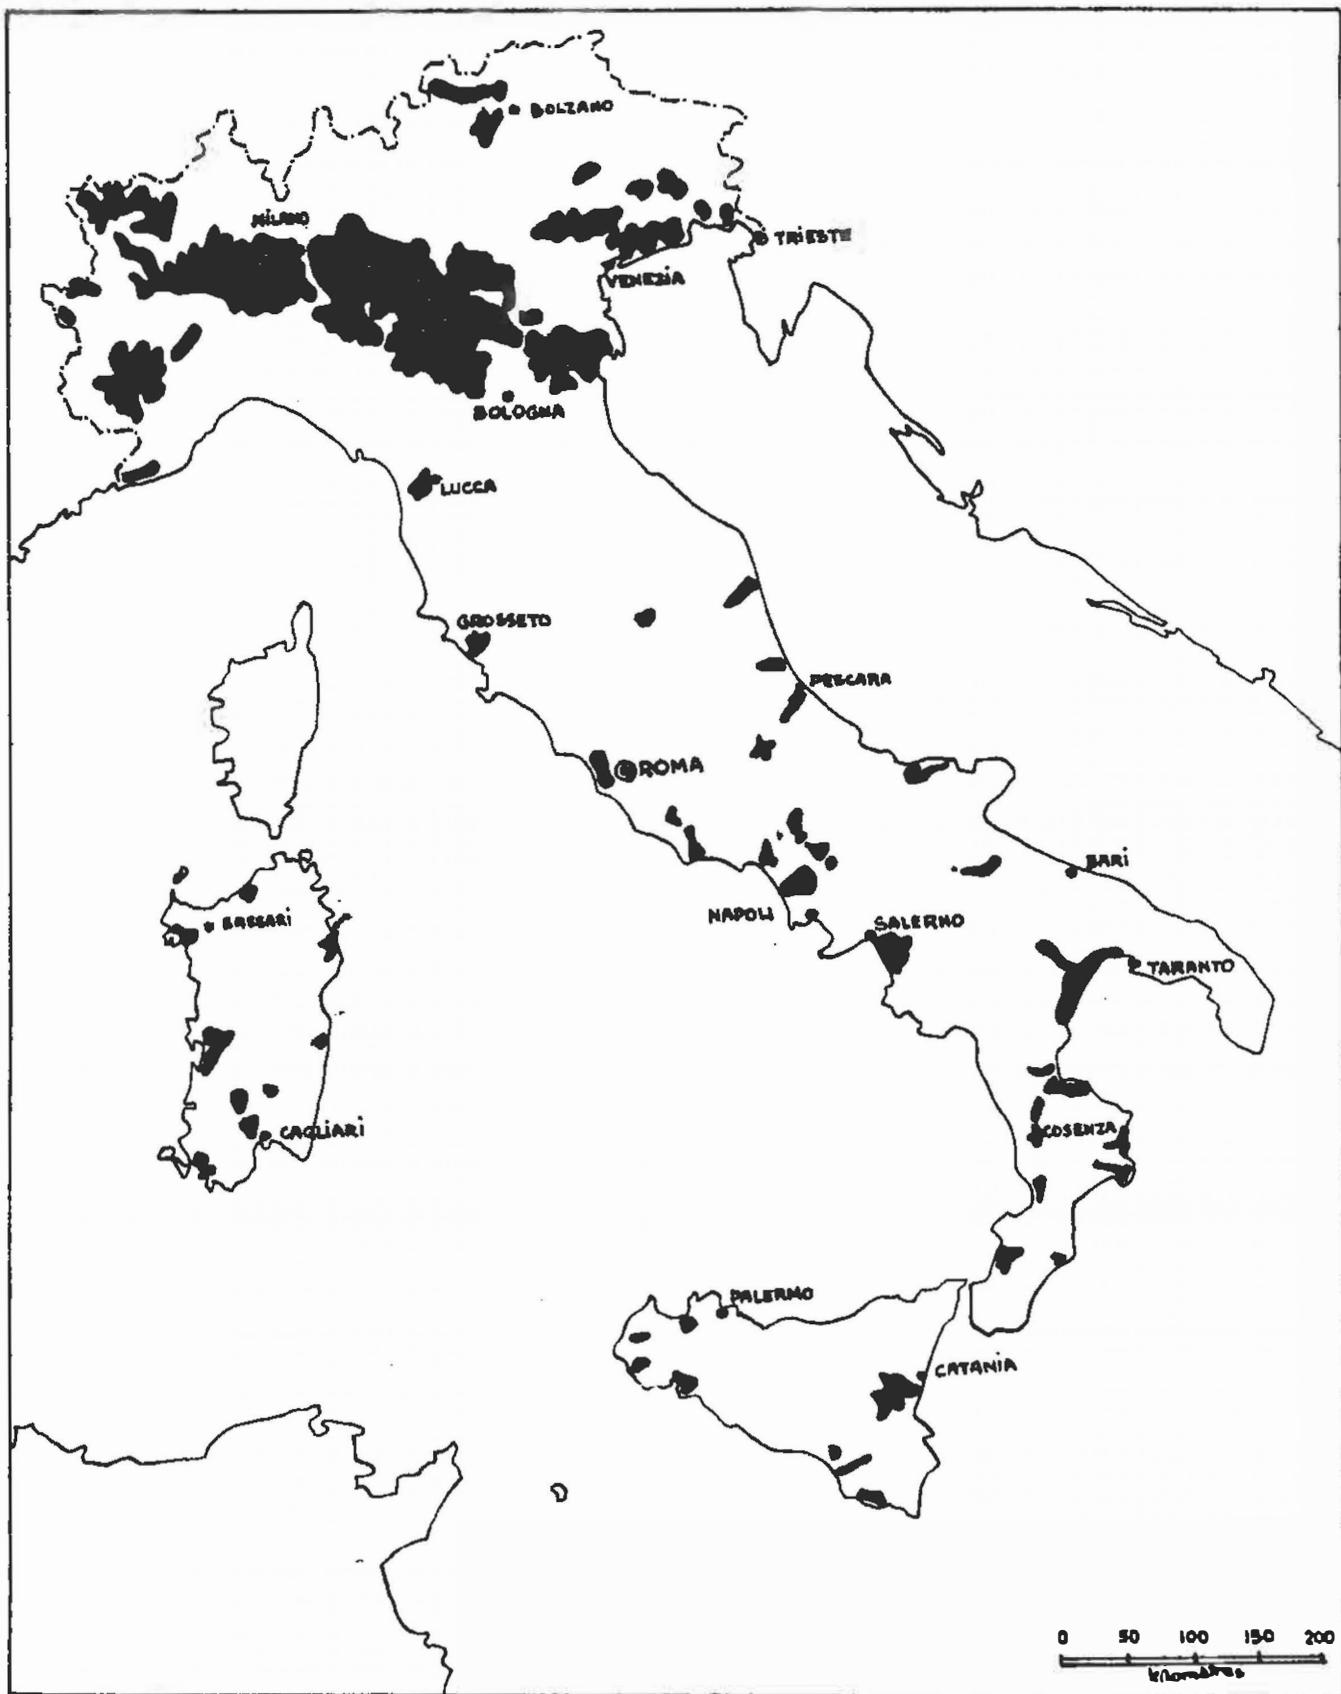 BOLZANO
MILANO
TRIESTE
VENEZIA
BOLOGNA
LUCCA
GROSSETO
PESCARA
ROMA
BARI
SASSARI
NAPOLI
SALERNO
TARANTO
CAGLIARI
COSENZA
PALERMO
CATANIA
0 50 100 150 200